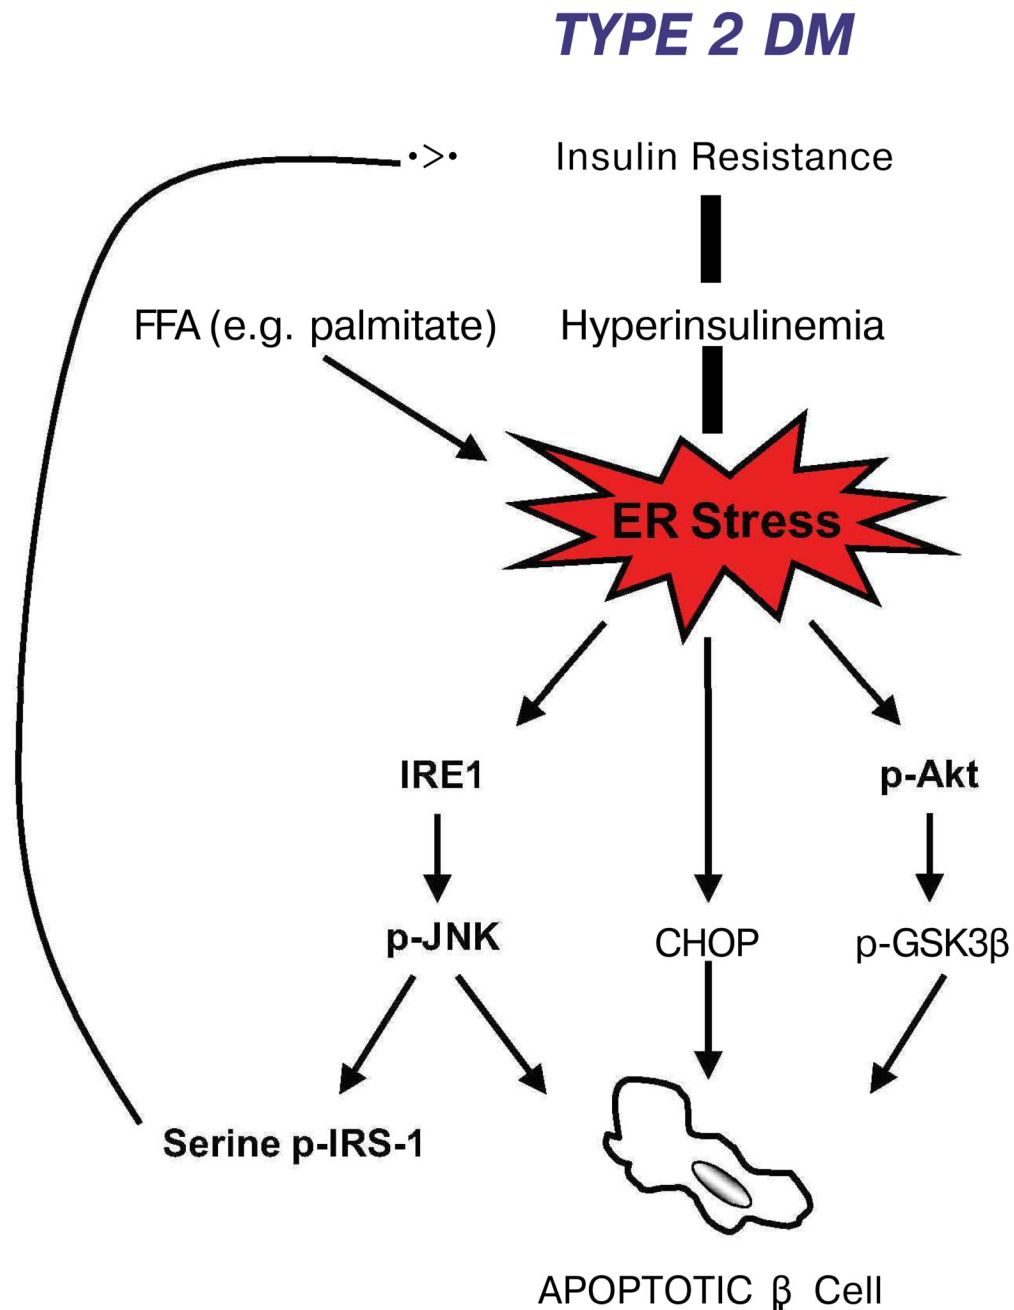 TYPE 2 DM
Insulin Resistance
FFA (e.g. palmitate)
Hyperinsulinemia
ER Stress
IRE1
p-Akt
p-JNK
CHOP
p-GSK3β
Serine p-IRS-1
APOPTOTIC β Cell